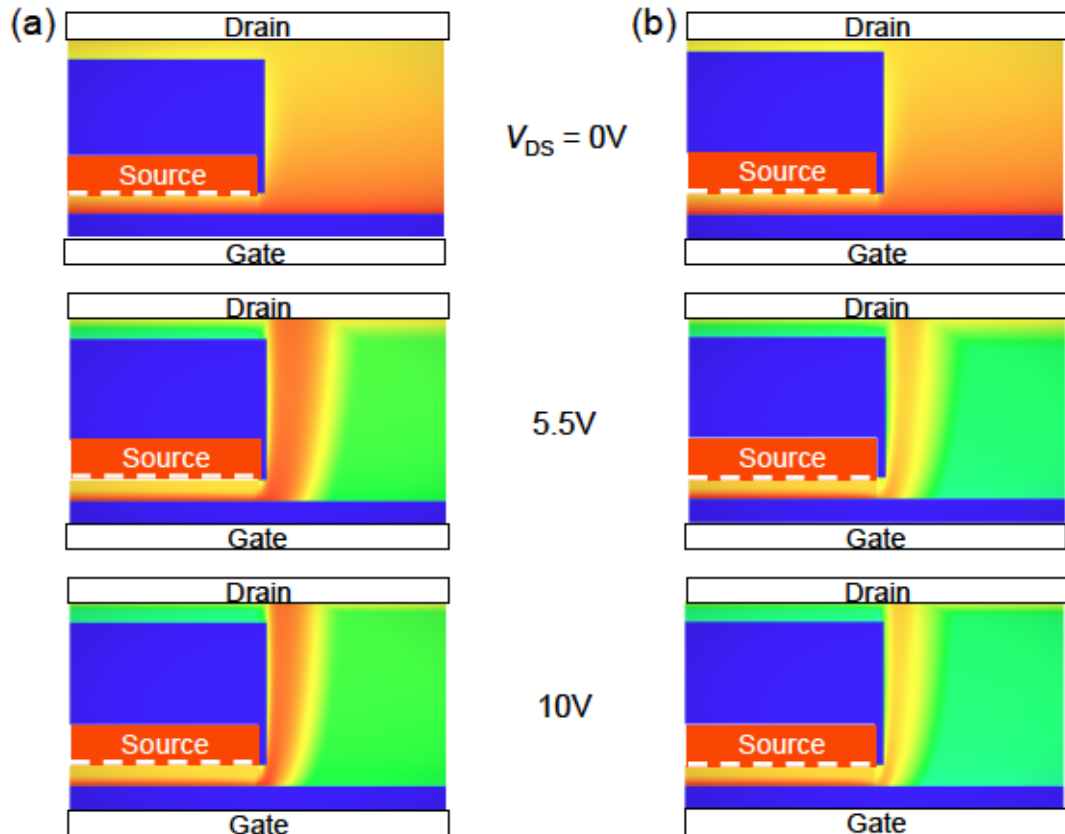 (a) Drain (b) Drain
V_DS = 0V
Source Source
Gate Gate
Drain Drain
5.5V
Source Source
Gate Gate
Drain Drain
10V
Source Source
Gate Gate